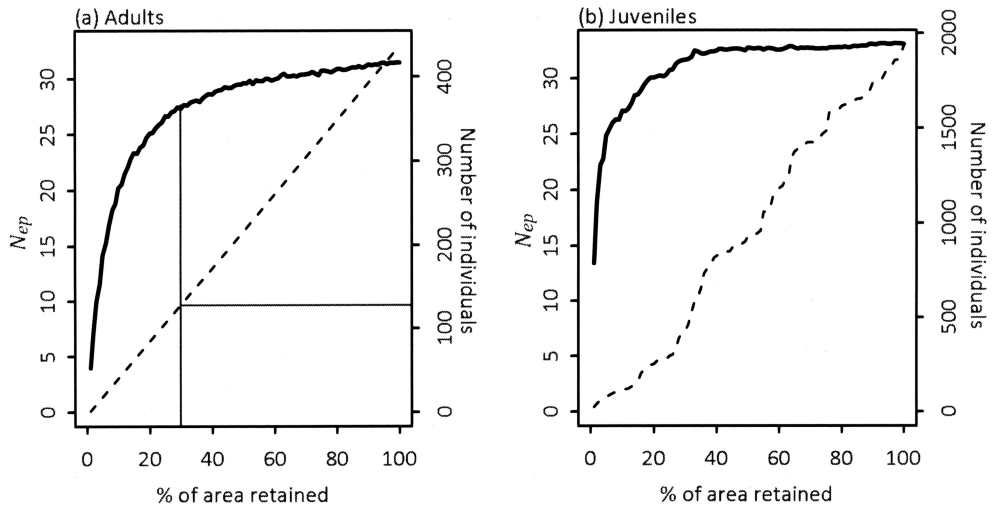 (a) Adults
30
25
20
15
10
5
0
Nep
400
300
200
100
0
Number of individuals
0 20 40 60 80 100
% of area retained
(b) Juveniles
30
25
20
15
10
5
0
Nep
2000
1500
1000
500
0
Number of individuals
0 20 40 60 80 100
% of area retained